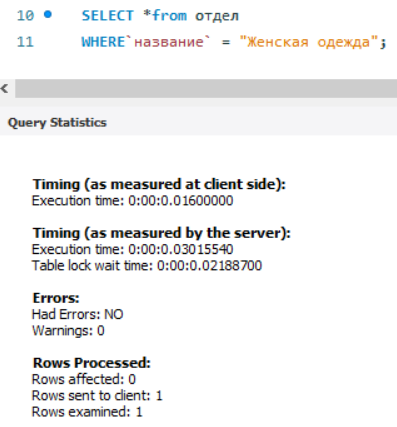 10 SELECT *from отдел
11 WHERE`название` = "Женская одежда";
Query Statistics
Timing (as measured at client side):
Execution time: 0:00:0.01600000
Timing (as measured by the server):
Execution time: 0:00:0.03015540
Table lock wait time: 0:00:0.02188700
Errors:
Had Errors: NO
Warnings: 0
Rows Processed:
Rows affected: 0
Rows sent to client: 1
Rows examined: 1